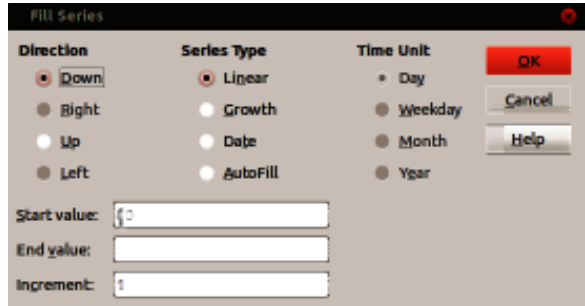 Fill Series
Direction
Series Type
Time Unit
Down
Linear
Day
OK
Right
Growth
Weekday
Cancel
Up
Date
Month
Help
Left
AutoFill
Year
Start value:
End value:
Increment: 1